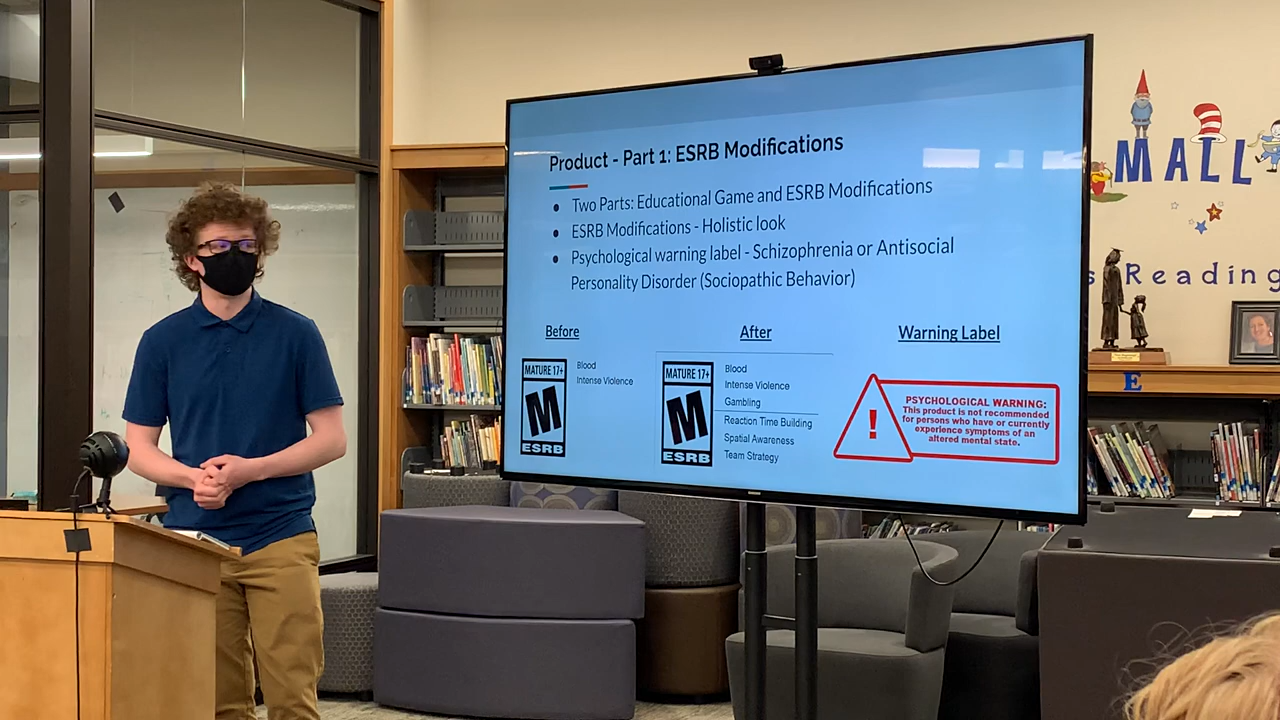 Product - Part 1: ESRB Modifications
● Two Parts: Educational Game and ESRB Modifications
● ESRB Modifications - Holistic look
● Psychological warning label - Schizophrenia or Antisocial
Personality Disorder (Sociopathic Behavior)
Before
MATURE 17+
M
ESRB
Blood
Intense Violence
After
MATURE 17+
M
ESRB
Blood
Intense Violence
Gambling
Reaction Time Building
Spatial Awareness
Team Strategy
Warning Label
!
PSYCHOLOGICAL WARNING:
This product is not recommended
for persons who have or currently
experience symptoms of an
altered mental state.
MALL
s Reading
E